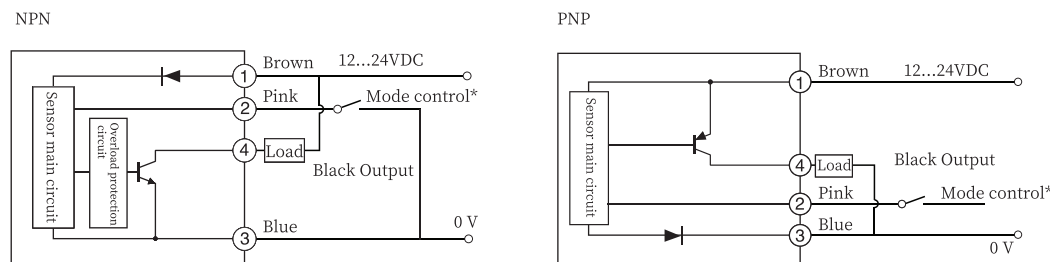 NPN
1 Brown 12...24VDC
2 Pink Mode control*
Sensor main circuit
Overload protection circuit
4 Load
Black Output
3 Blue 0 V
PNP
1 Brown 12...24VDC
Sensor main circuit
4 Load Black Output
2 Pink Mode control*
3 Blue
0 V